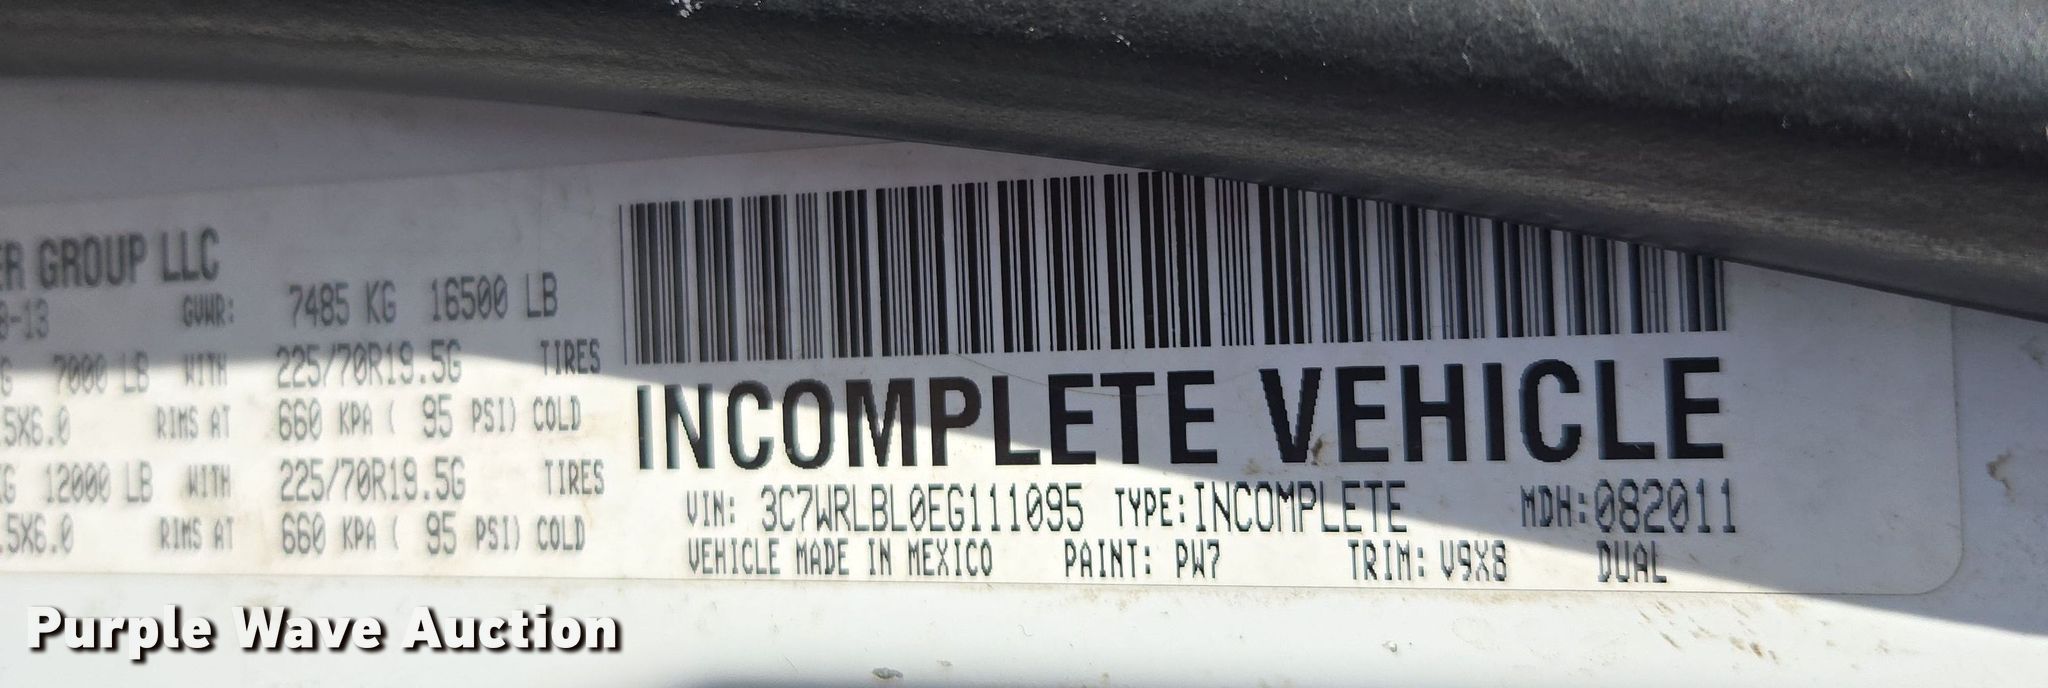 ER GROUP LLC
8-13 GVWR: 7485 KG 16500 LB
G 7000 LB WITH 225/70R19.5G TIRES
.5X6.0 RIMS AT 660 KPA ( 95 PSI) COLD
KG 12000 LB WITH 225/70R19.5G TIRES
.5X6.0 RIMS AT 660 KPA ( 95 PSI) COLD
INCOMPLETE VEHICLE
VIN: 3C7WRLBL0EG111095 TYPE: INCOMPLETE MDH: 082011
VEHICLE MADE IN MEXICO PAINT: PW7 TRIM: V9X8 DUAL
Purple Wave Auction